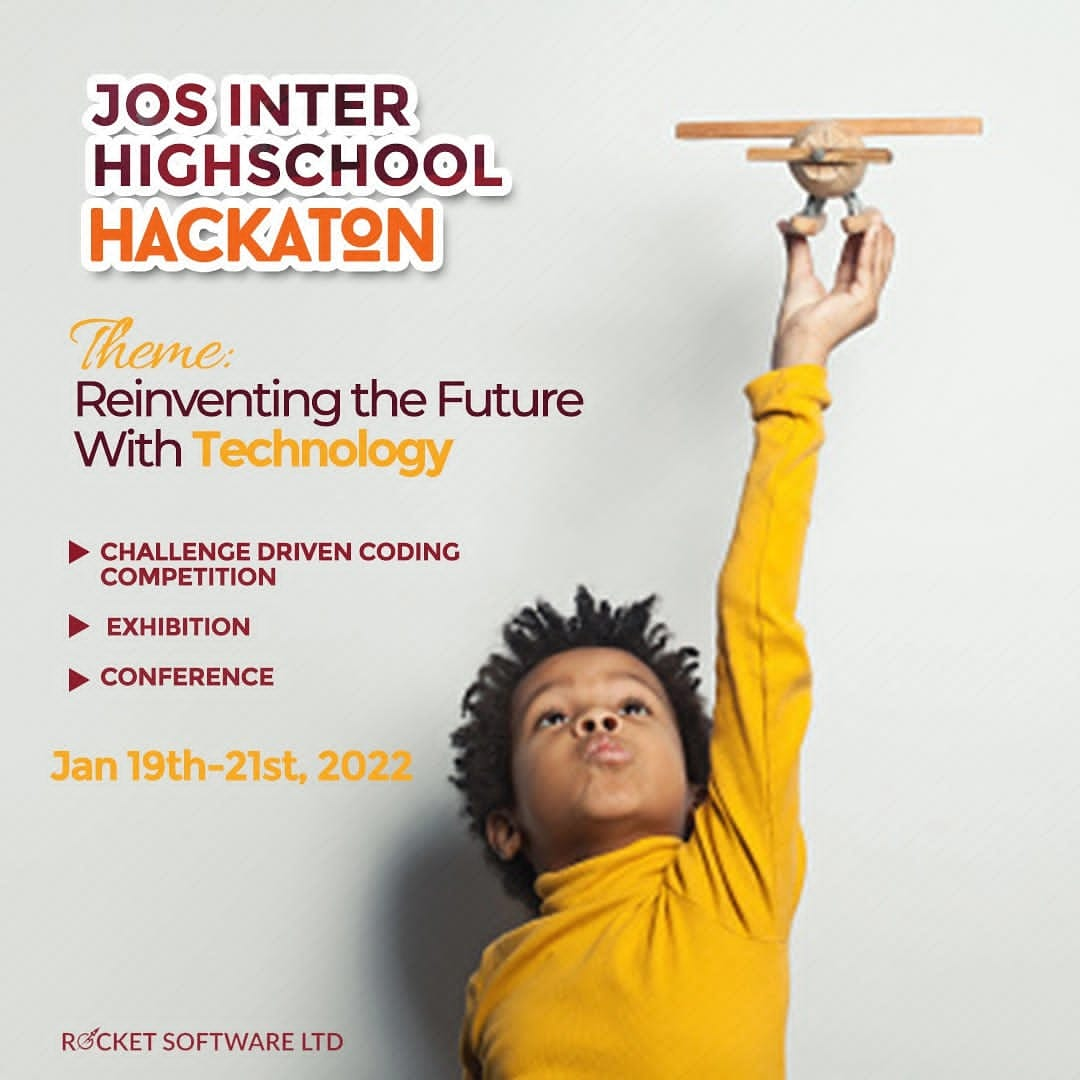 JOS INTER
HIGHSCHOOL
HACKATON
Theme:
Reinventing the Future
With Technology
CHALLENGE DRIVEN CODING
COMPETITION
EXHIBITION
CONFERENCE
Jan 19th-21st, 2022
ROCKET SOFTWARE LTD